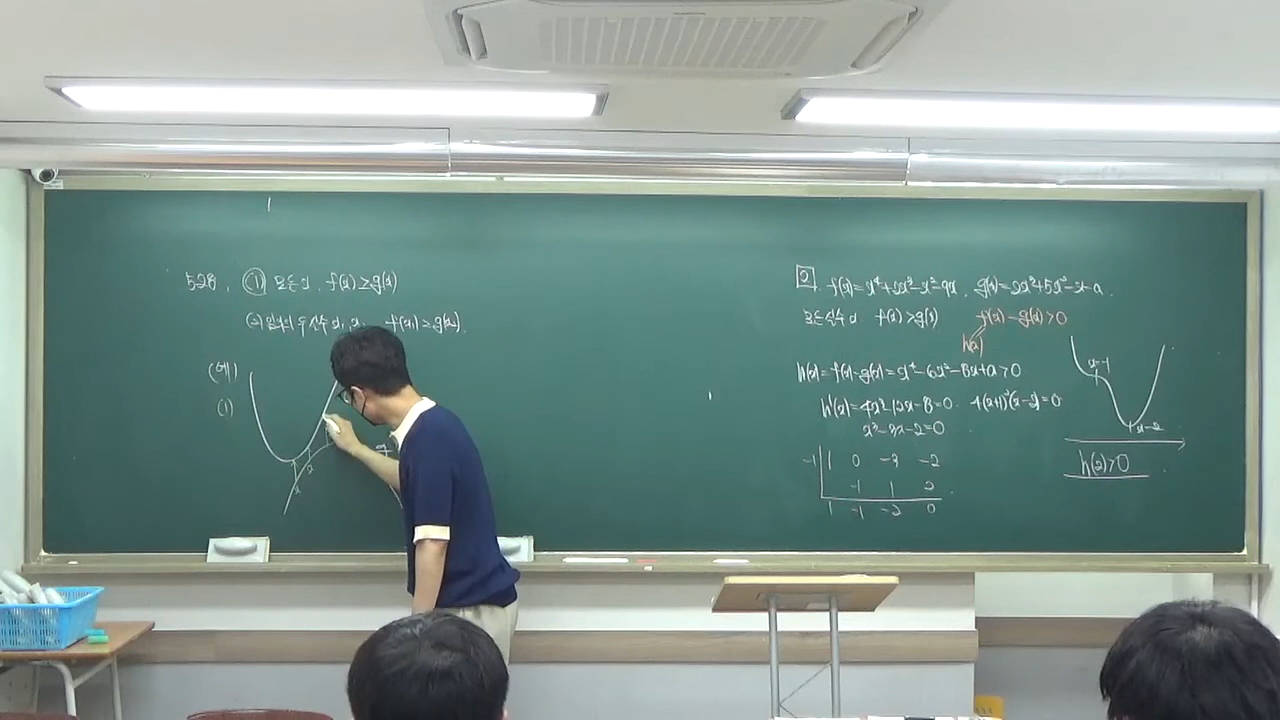 528. (1) 모든 x, f(x) ≥ g(x)
(2) 임의의 두 실수 x₁, x₂ f(x₁) ≥ g(x₂).
(예)
(1)
2. f(x)=x⁴+2x³-x²-9x, g(x)=2x³+5x²-x-a.
모든 실수 x f(x)>g(x) f(x)-g(x)>0
h(x)
h(x)=f(x)-g(x)=x⁴-6x²-8x+a>0
h'(x)=4x³-12x-8=0. 4(x+1)²(x-2)=0
x³-3x-2=0
-1 1 0 -3 -2
-1 1 2
1 -1 -2 0
x=-1
x=2
h(2)>0